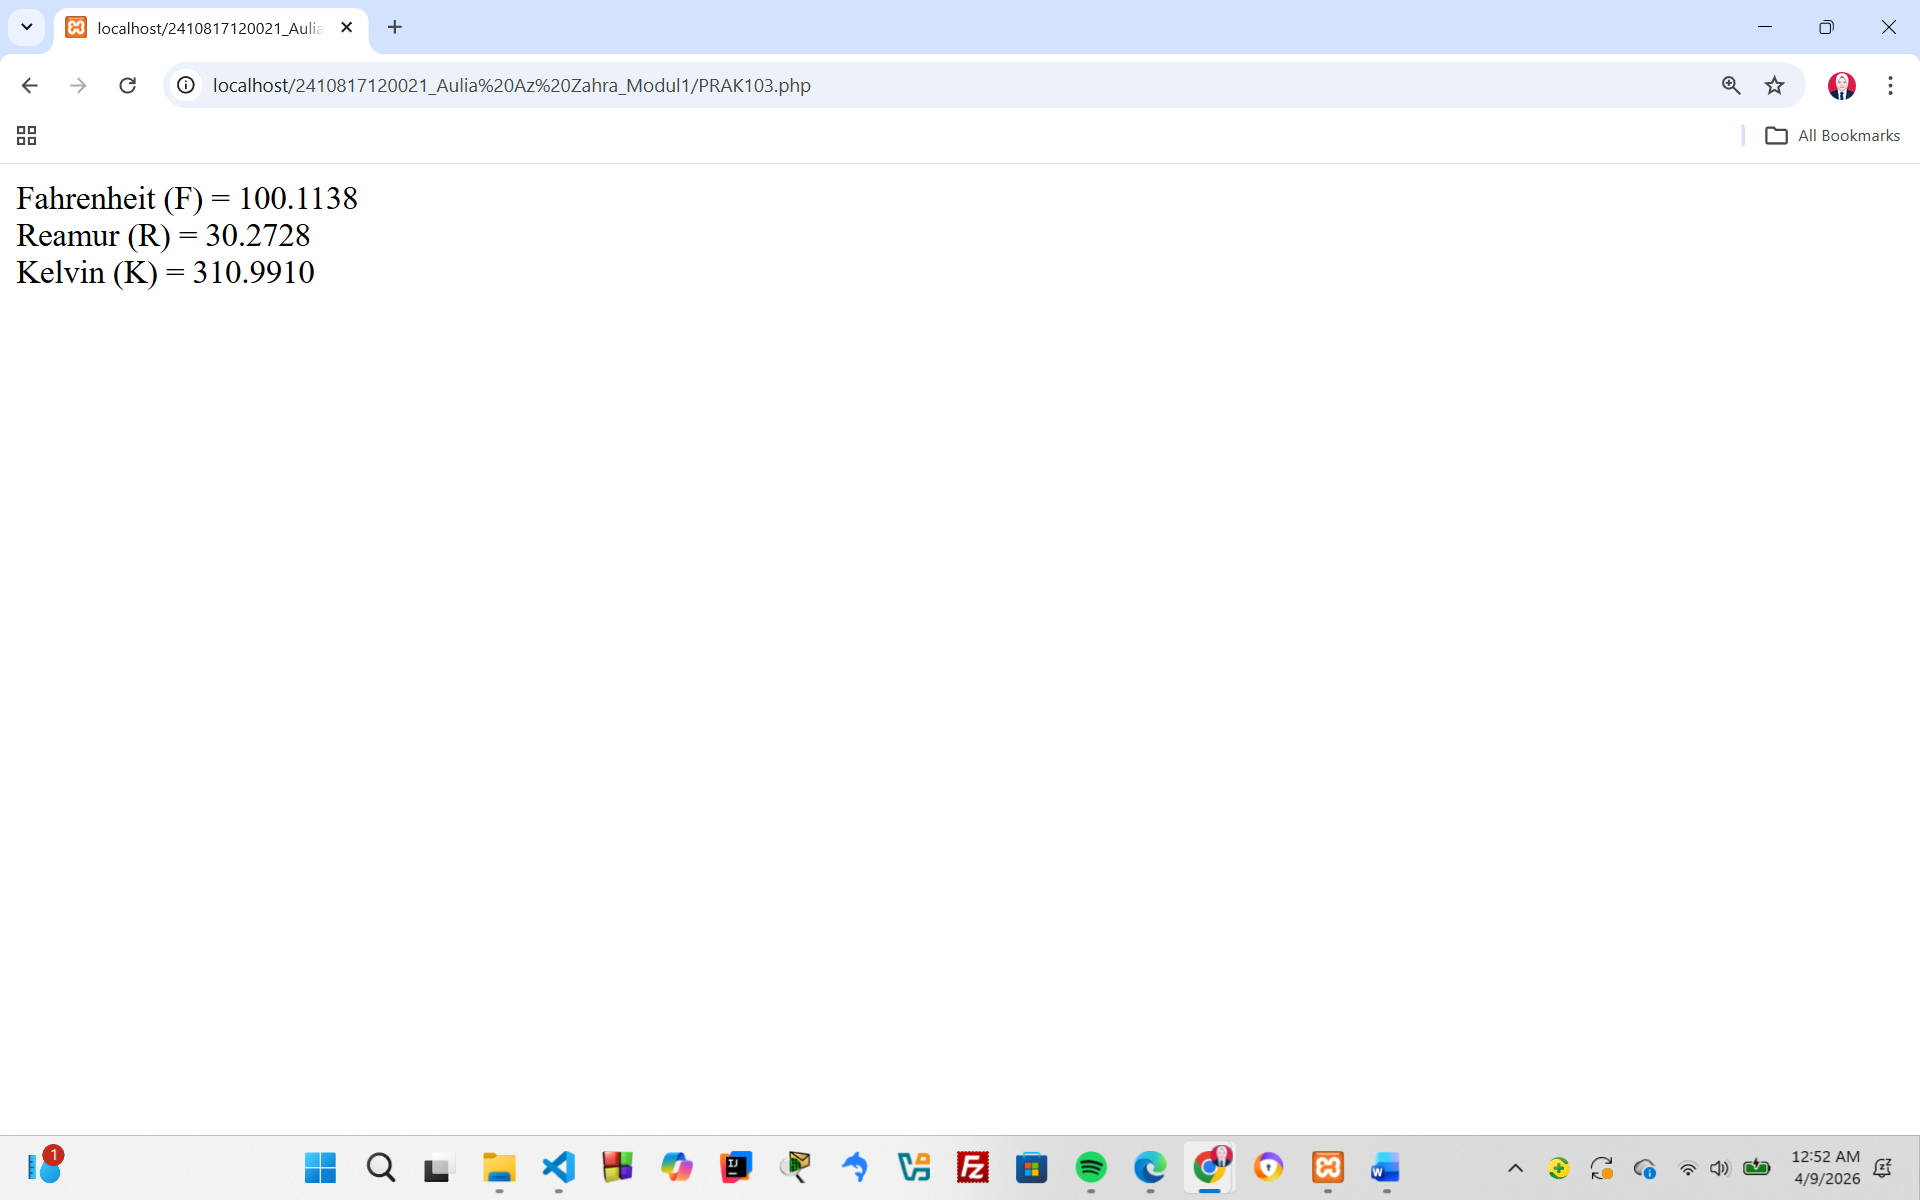 localhost/2410817120021_Aulia
localhost/2410817120021_Aulia%20Az%20Zahra_Modul1/PRAK103.php
All Bookmarks
Fahrenheit (F) = 100.1138
Reamur (R) = 30.2728
Kelvin (K) = 310.9910
1
12:52 AM
4/9/2026